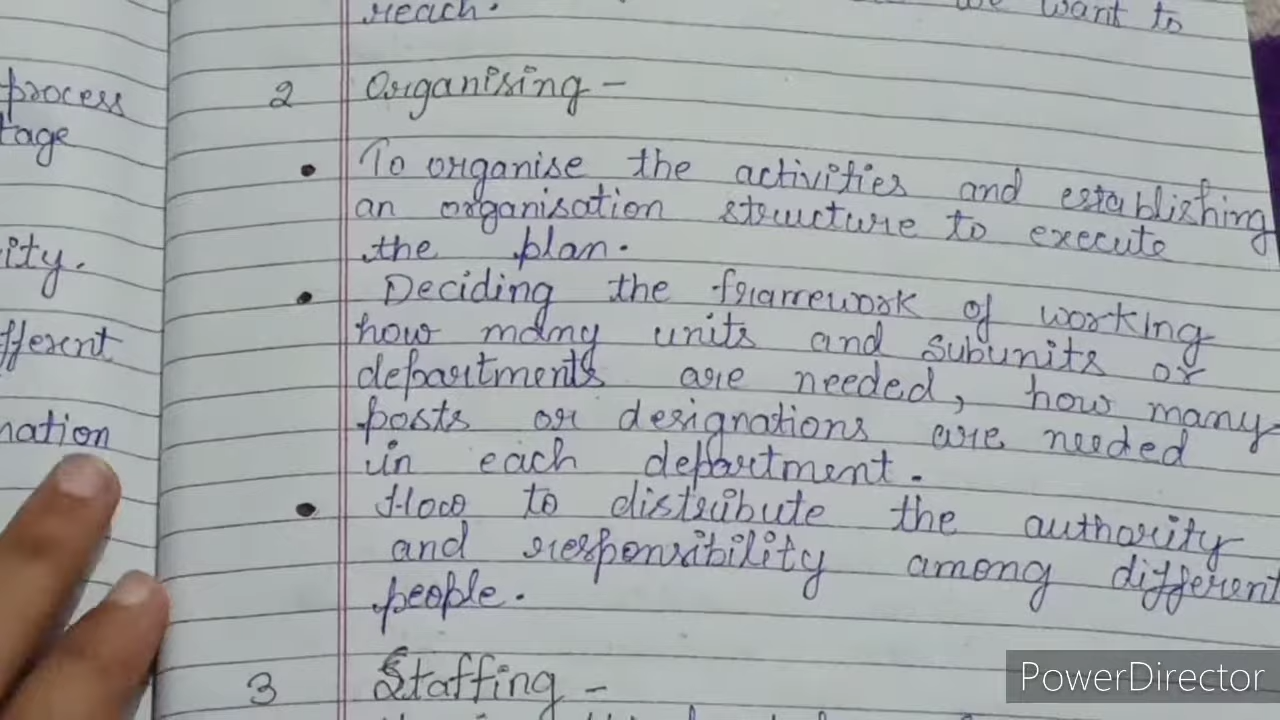 reach. we want to
process
tage
2 Organising -
• To organise the activities and establishing
an organisation structure to execute
the plan.
ity.
• Deciding the framework of working
how many units and subunits or
fferent
departments are needed, how many
posts or designations are needed
nation
in each department.
• How to distribute the authority
and responsibility among different
people.
3 Staffing -
PowerDirector